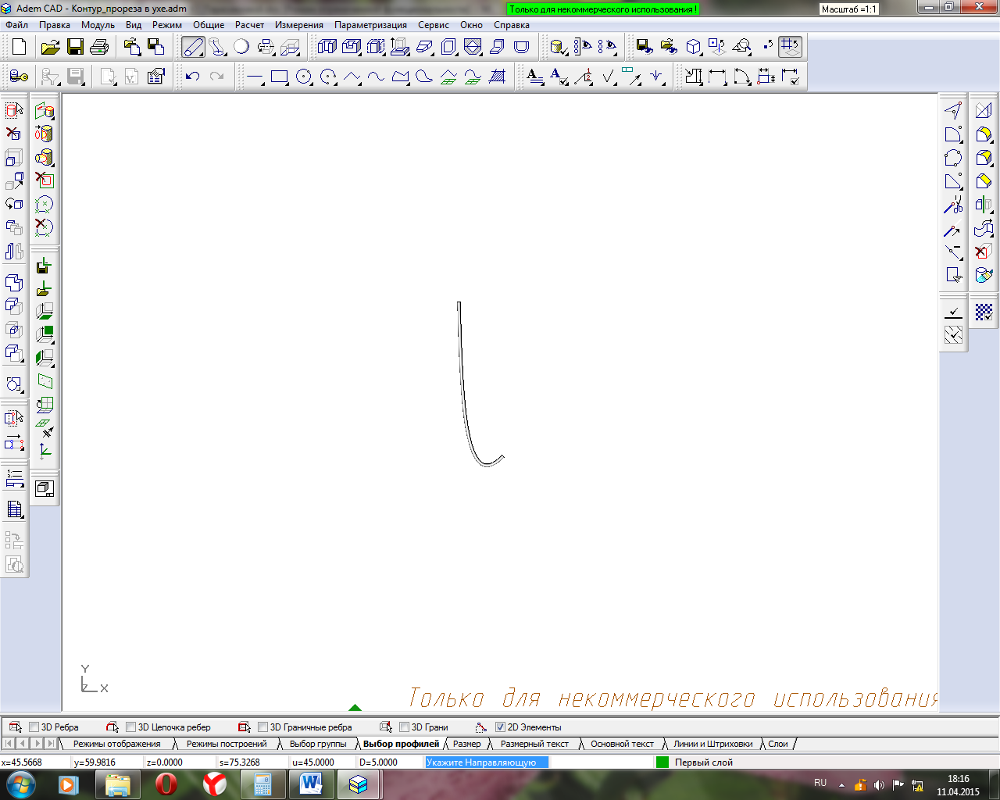 Adem CAD - Контур_прореза в ухе.adm
Только для некоммерческого использования !
Масштаб =1:1
Файл Правка Модуль Вид Режим Общие Расчет Измерения Параметризация Сервис Окно Справка
Y
Z X
Только для некоммерческого использования
3D Ребра 3D Цепочка ребер 3D Граничные ребра 3D Грани 2D Элементы
Режимы отображения Режимы построений Выбор группы Выбор профилей Размер Размерный текст Основной текст Линии и Штриховки Слои
x=45.5668 y=59.9816 z=0.0000 s=75.3268 u=45.0000 D=5.0000 Укажите Направляющую Первый слой
RU 18:16
11.04.2015